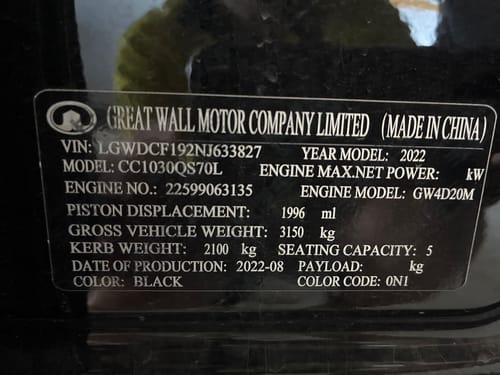 GREAT WALL MOTOR COMPANY LIMITED (MADE IN CHINA)
VIN: LGWDCF192NJ633827 YEAR MODEL: 2022
MODEL: CC1030QS70L ENGINE MAX.NET POWER: kW
ENGINE NO.: 22599063135 ENGINE MODEL: GW4D20M
PISTON DISPLACEMENT: 1996 ml
GROSS VEHICLE WEIGHT: 3150 kg
KERB WEIGHT: 2100 kg SEATING CAPACITY: 5
DATE OF PRODUCTION: 2022-08 PAYLOAD: kg
COLOR: BLACK COLOR CODE: 0N1